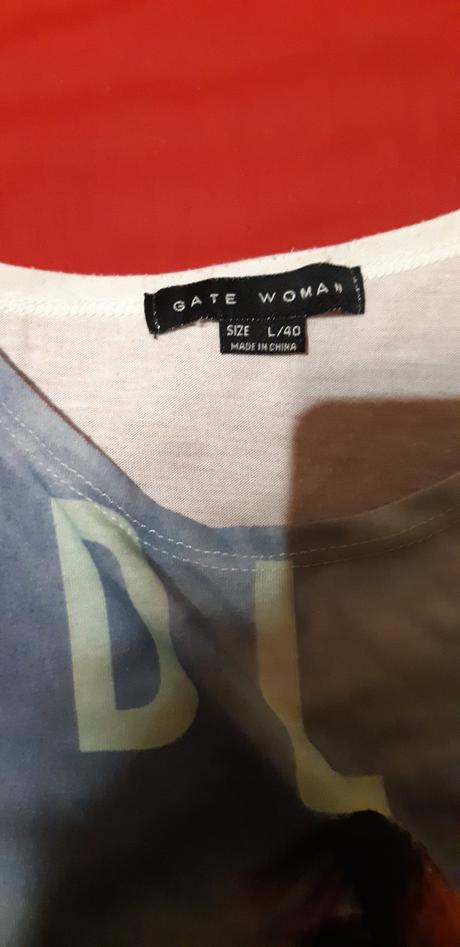 GATE WOMAN
SIZE L/40
MADE IN CHINA
D L